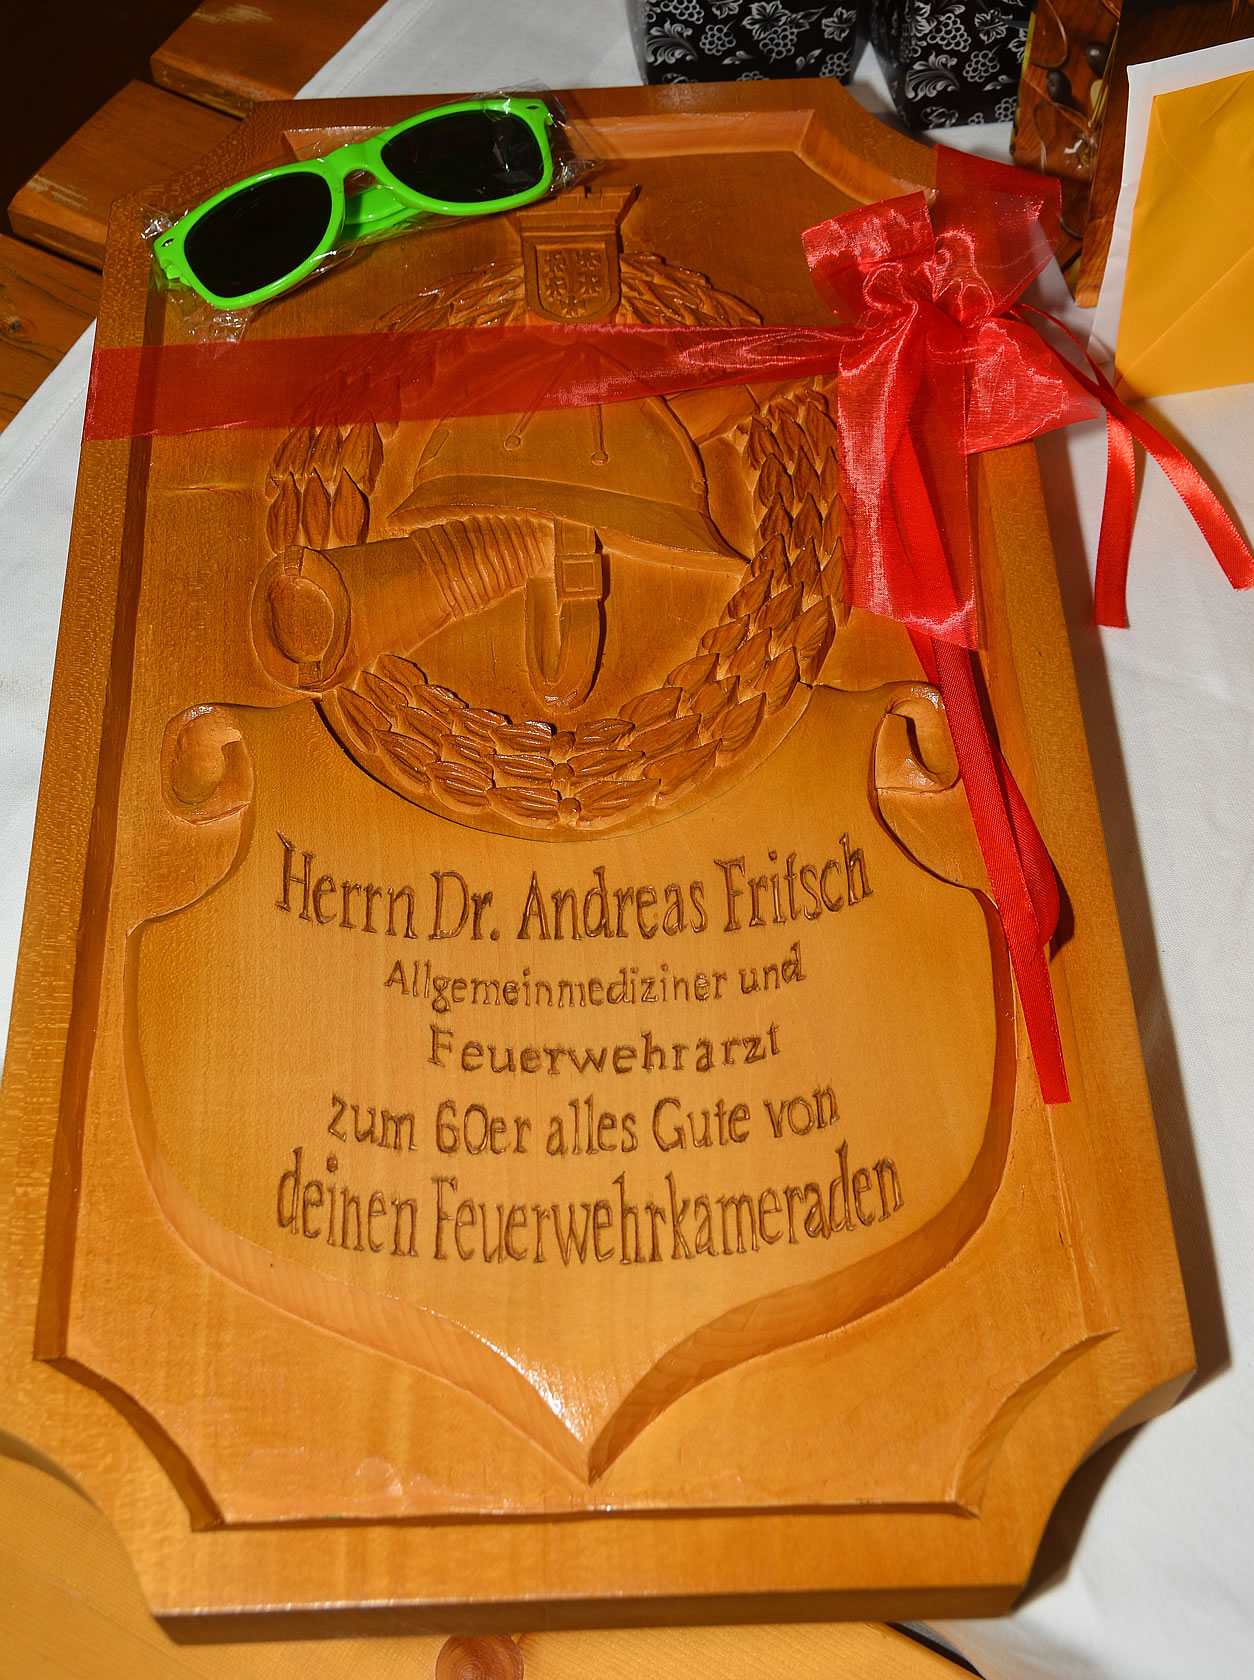 Herrn Dr. Andreas Fritsch
Allgemeinmediziner und
Feuerwehrarzt
zum 60er alles Gute von
deinen Feuerwehrkameraden